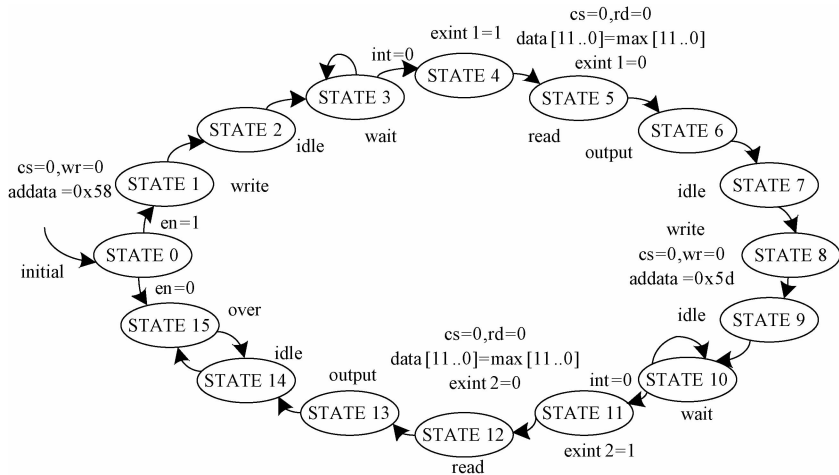 cs=0,rd=0
exint 1=1
data [11..0]=max [11..0]
int=0
exint 1=0
STATE 4
STATE 3
STATE 5
STATE 2
wait
read
STATE 6
idle
output
cs=0,wr=0
addata =0x58
STATE 1
write
idle
STATE 7
en=1
write
STATE 0
cs=0,wr=0
STATE 8
initial
addata =0x5d
en=0
over
STATE 15
idle
STATE 9
cs=0,rd=0
idle
data [11..0]=max [11..0]
STATE 14
output
exint 2=0
int=0
STATE 10
STATE 13
STATE 11
wait
STATE 12
exint 2=1
read